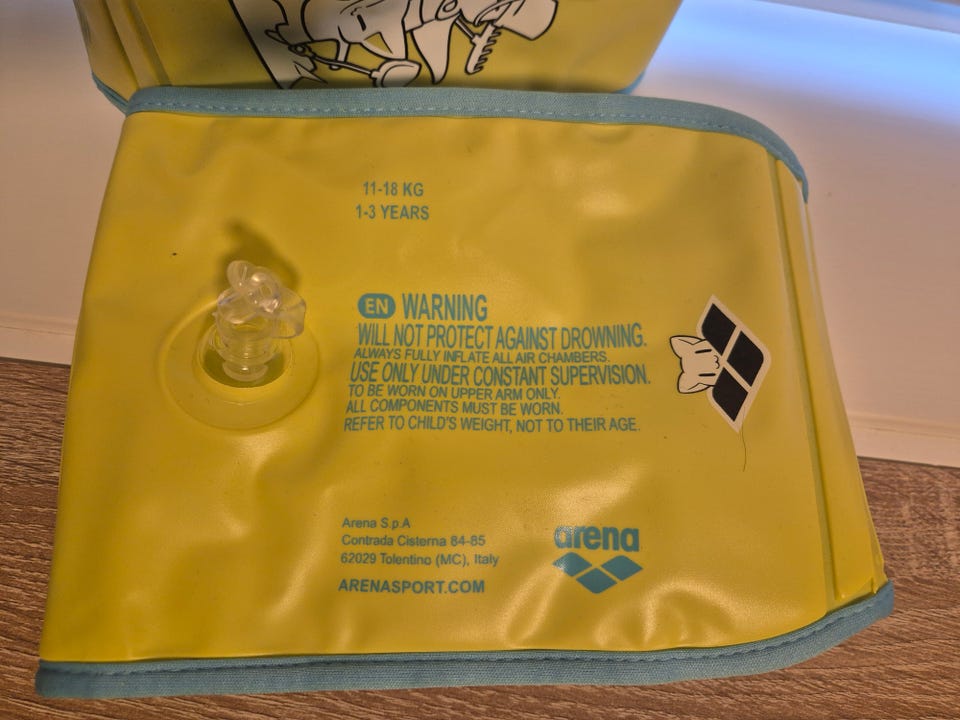 11-18 KG
1-3 YEARS
EN WARNING
WILL NOT PROTECT AGAINST DROWNING.
ALWAYS FULLY INFLATE ALL AIR CHAMBERS.
USE ONLY UNDER CONSTANT SUPERVISION.
TO BE WORN ON UPPER ARM ONLY.
ALL COMPONENTS MUST BE WORN.
REFER TO CHILD'S WEIGHT, NOT TO THEIR AGE.
Arena S.p.A
Contrada Cisterna 84-85
62029 Tolentino (MC), Italy
ARENASPORT.COM
arena